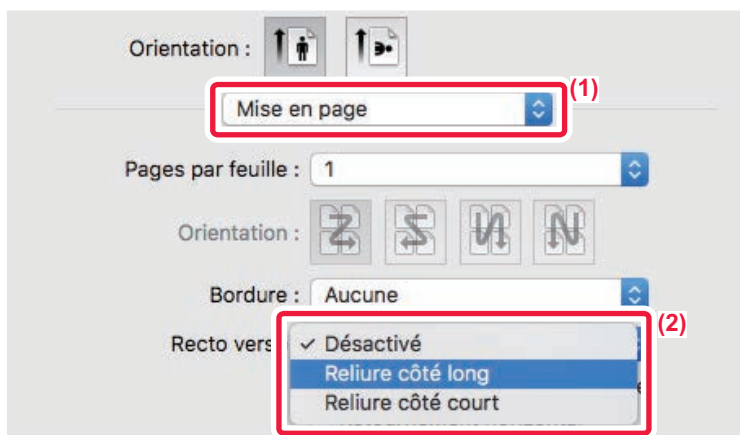 Orientation :
(1)
Mise en page
Pages par feuille : 1
Orientation :
Bordure : Aucune
(2)
Recto vers ✓ Désactivé
Reliure côté long
Reliure côté court